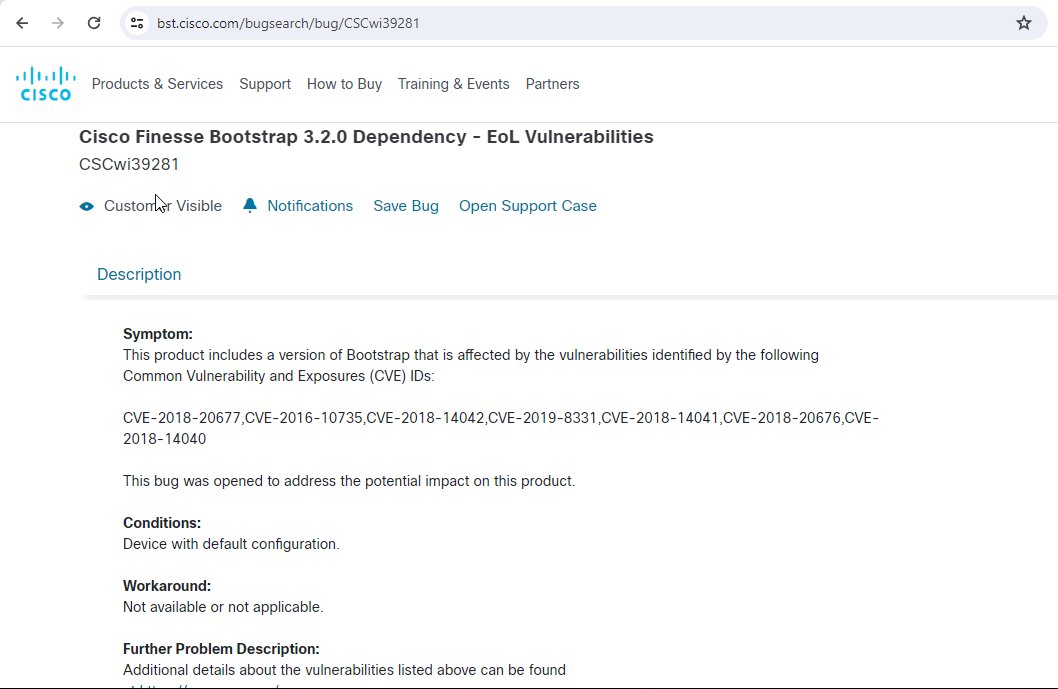 bst.cisco.com/bugsearch/bug/CSCwi39281
CISCO
Products & Services Support How to Buy Training & Events Partners
Cisco Finesse Bootstrap 3.2.0 Dependency - EoL Vulnerabilities
CSCwi39281
Customer Visible Notifications Save Bug Open Support Case
Description
Symptom:
This product includes a version of Bootstrap that is affected by the vulnerabilities identified by the following
Common Vulnerability and Exposures (CVE) IDs:
CVE-2018-20677,CVE-2016-10735,CVE-2018-14042,CVE-2019-8331,CVE-2018-14041,CVE-2018-20676,CVE-
2018-14040
This bug was opened to address the potential impact on this product.
Conditions:
Device with default configuration.
Workaround:
Not available or not applicable.
Further Problem Description:
Additional details about the vulnerabilities listed above can be found